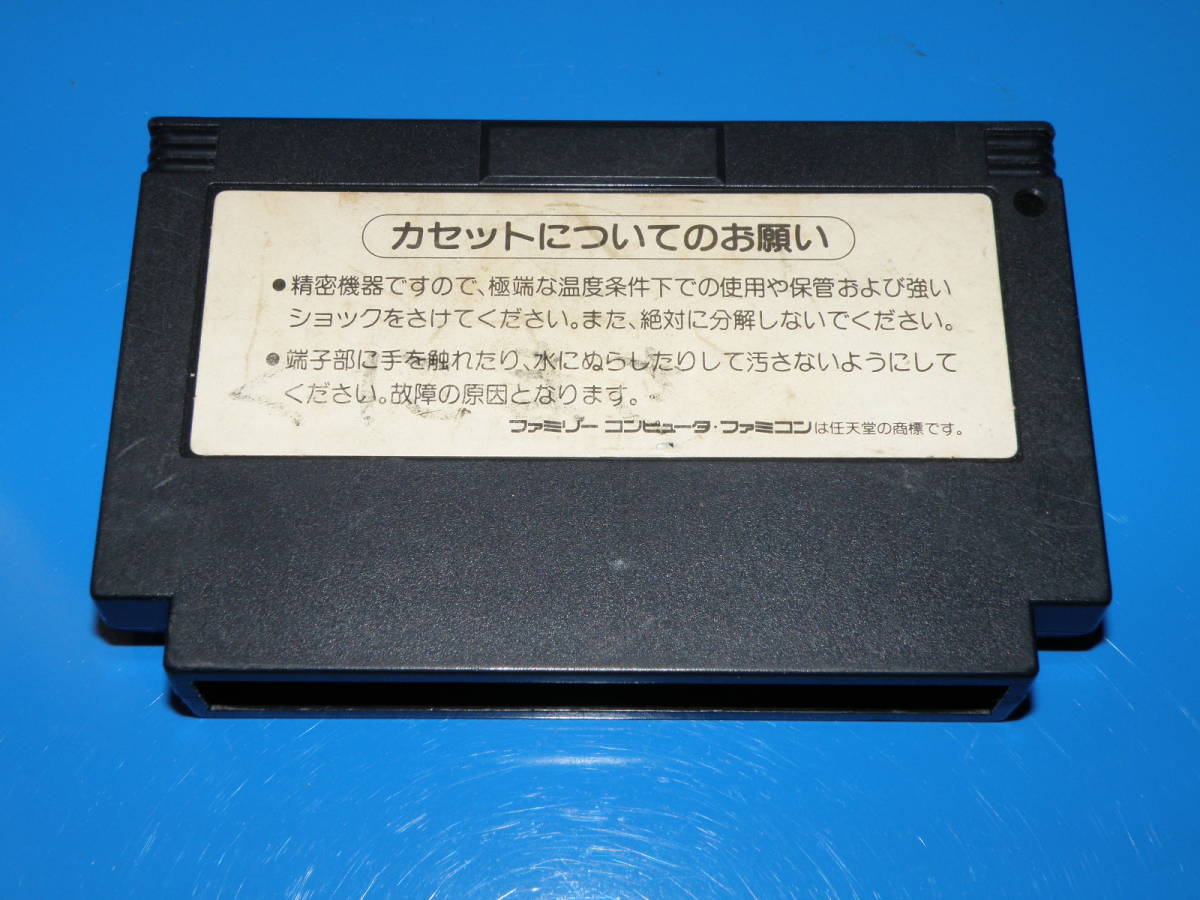 カセットについてのお願い
●精密機器ですので、極端な温度条件下での使用や保管および強い
ショックをさけてください。また、絶対に分解しないでください。
●端子部に手を触れたり、水にぬらしたりして汚さないようにして
ください。故障の原因となります。
ファミリー コンピュータ・ファミコンは任天堂の商標です。